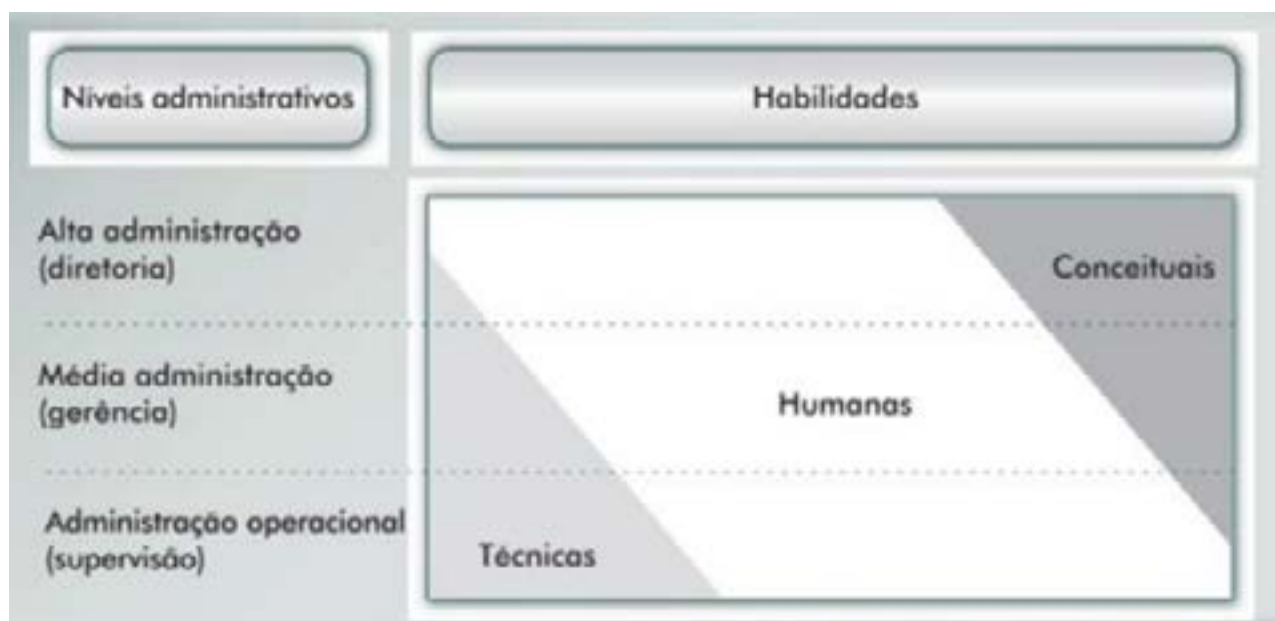 Níveis administrativos
Habilidades
Alta administração
(diretoria)
Conceituais
Média administração
(gerência)
Humanas
Administração operacional
(supervisão)
Técnicas